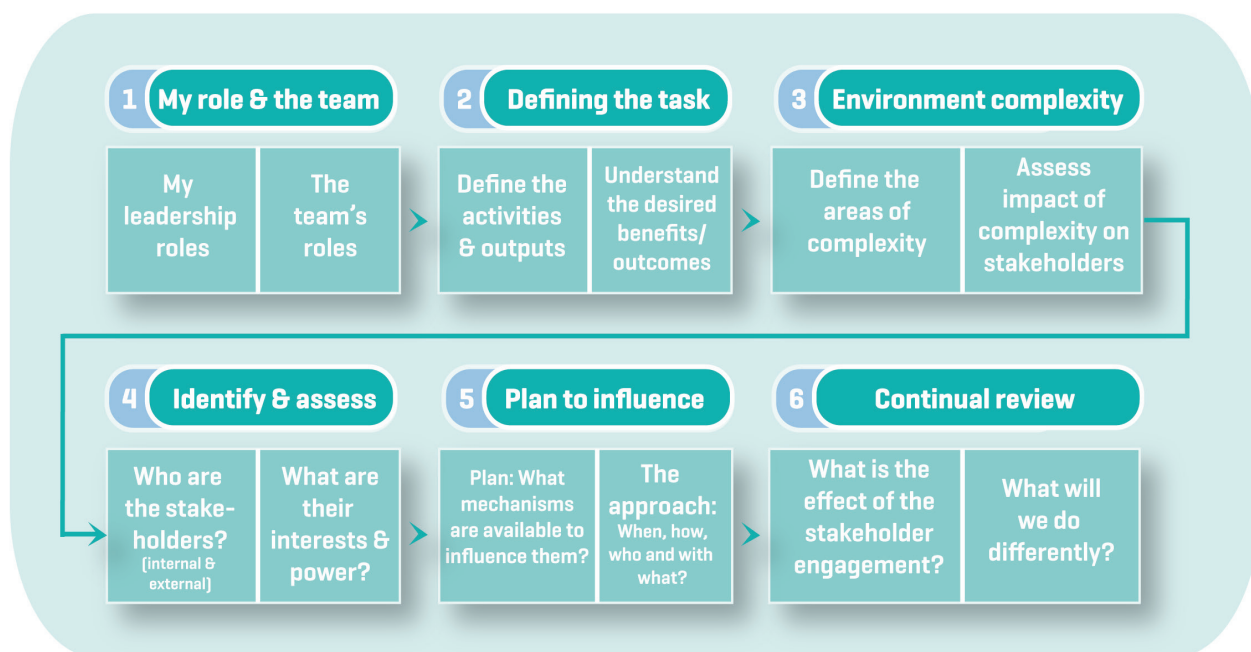 1 My role & the team
My
leadership
roles
The
team's
roles
2 Defining the task
Define the
activities
& outputs
Understand
the desired
benefits/
outcomes
3 Environment complexity
Define the
areas of
complexity
Assess
impact of
complexity on
stakeholders
4 Identify & assess
Who are
the stake-
holders?
(internal &
external)
What are
their
interests &
power?
5 Plan to influence
Plan: What
mechanisms
are available to
influence them?
The
approach:
When, how,
who and with
what?
6 Continual review
What is the
effect of the
stakeholder
engagement?
What will
we do
differently?